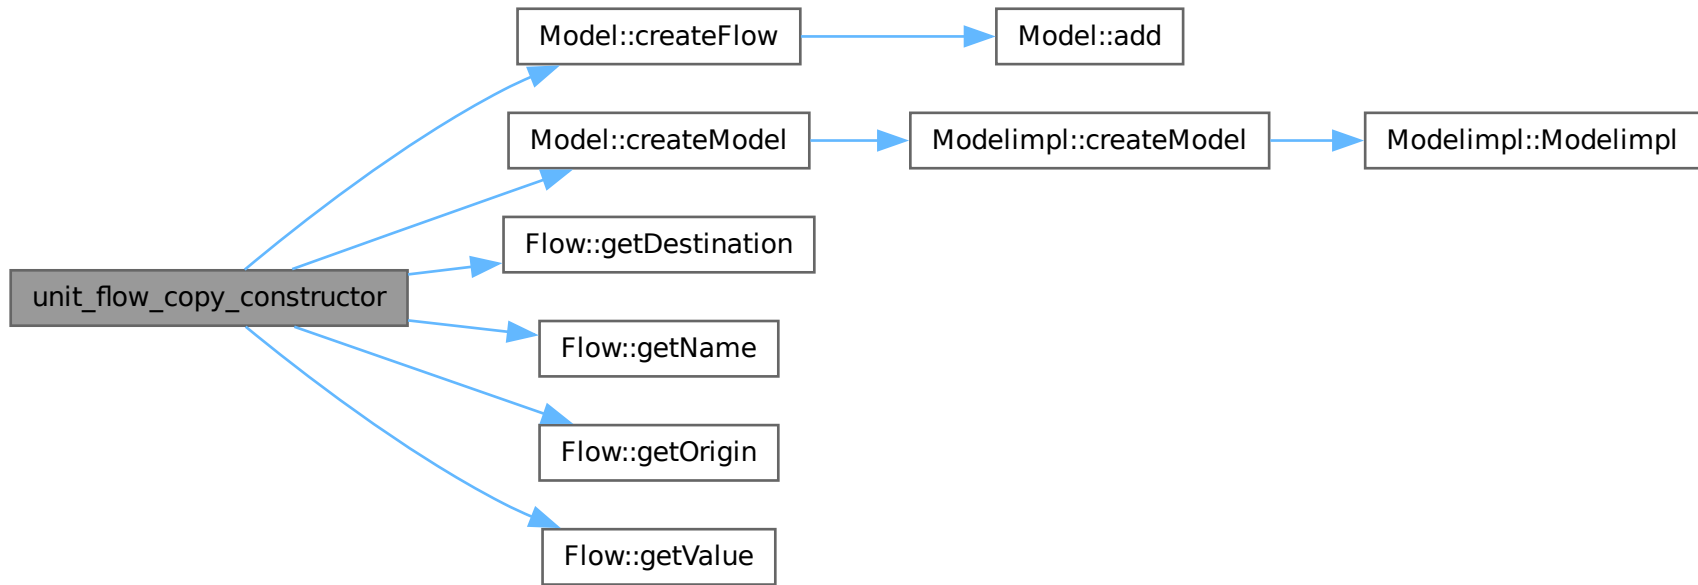 Model::createFlow
Model::add
Model::createModel
Modelimpl::createModel
Modelimpl::Modelimpl
Flow::getDestination
unit_flow_copy_constructor
Flow::getName
Flow::getOrigin
Flow::getValue